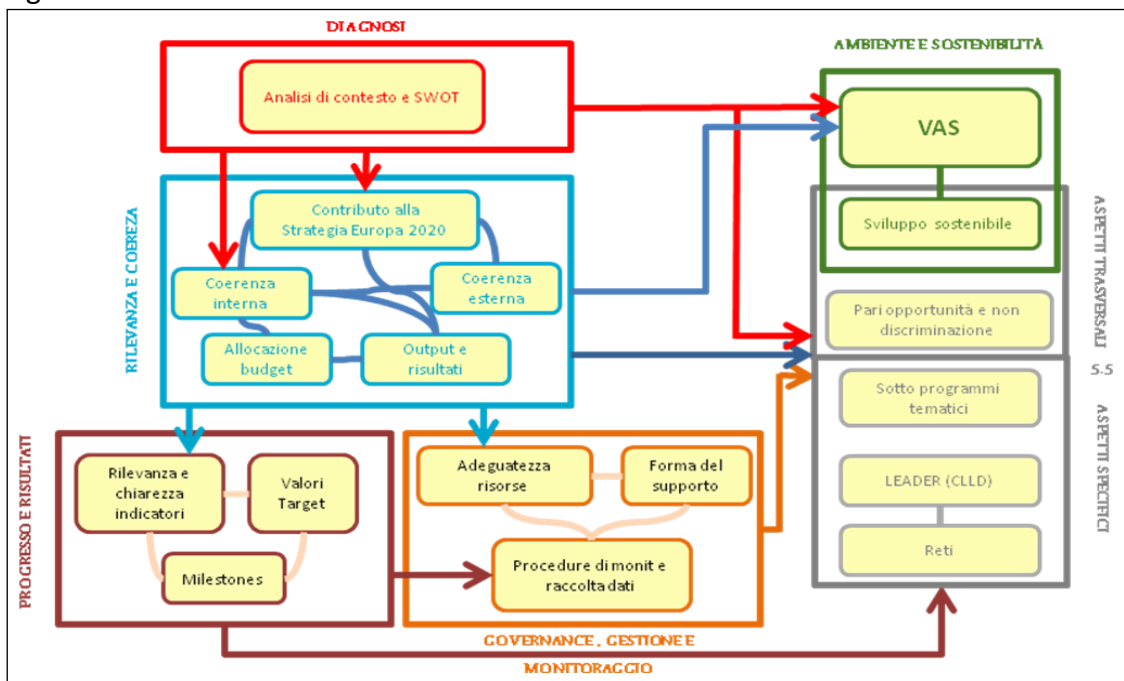 DIAGNOSI
Analisi di contesto e SWOT
AMBIENTE E SOSTENIBILITÀ
VAS
Sviluppo sostenibile
RILEVANZA E COEREZA
Contributo alla
Strategia Europa 2020
Coerenza
interna
Coerenza
esterna
Allocazione
budget
Output e
risultati
ASPETTI TRASVERSALI
Pari opportunità e non
discriminazione
5.5
ASPETTI SPECIFICI
Sotto programmi
tematici
LEADER (CLLD)
Reti
PROGRESSO E RISULTATI
Rilevanza e
chiarezza
indicatori
Valori
Target
Milestones
Adeguatezza
risorse
Forma del
supporto
Procedure di monit e
raccolta dati
GOVERNANCE, GESTIONE E
MONITORAGGIO